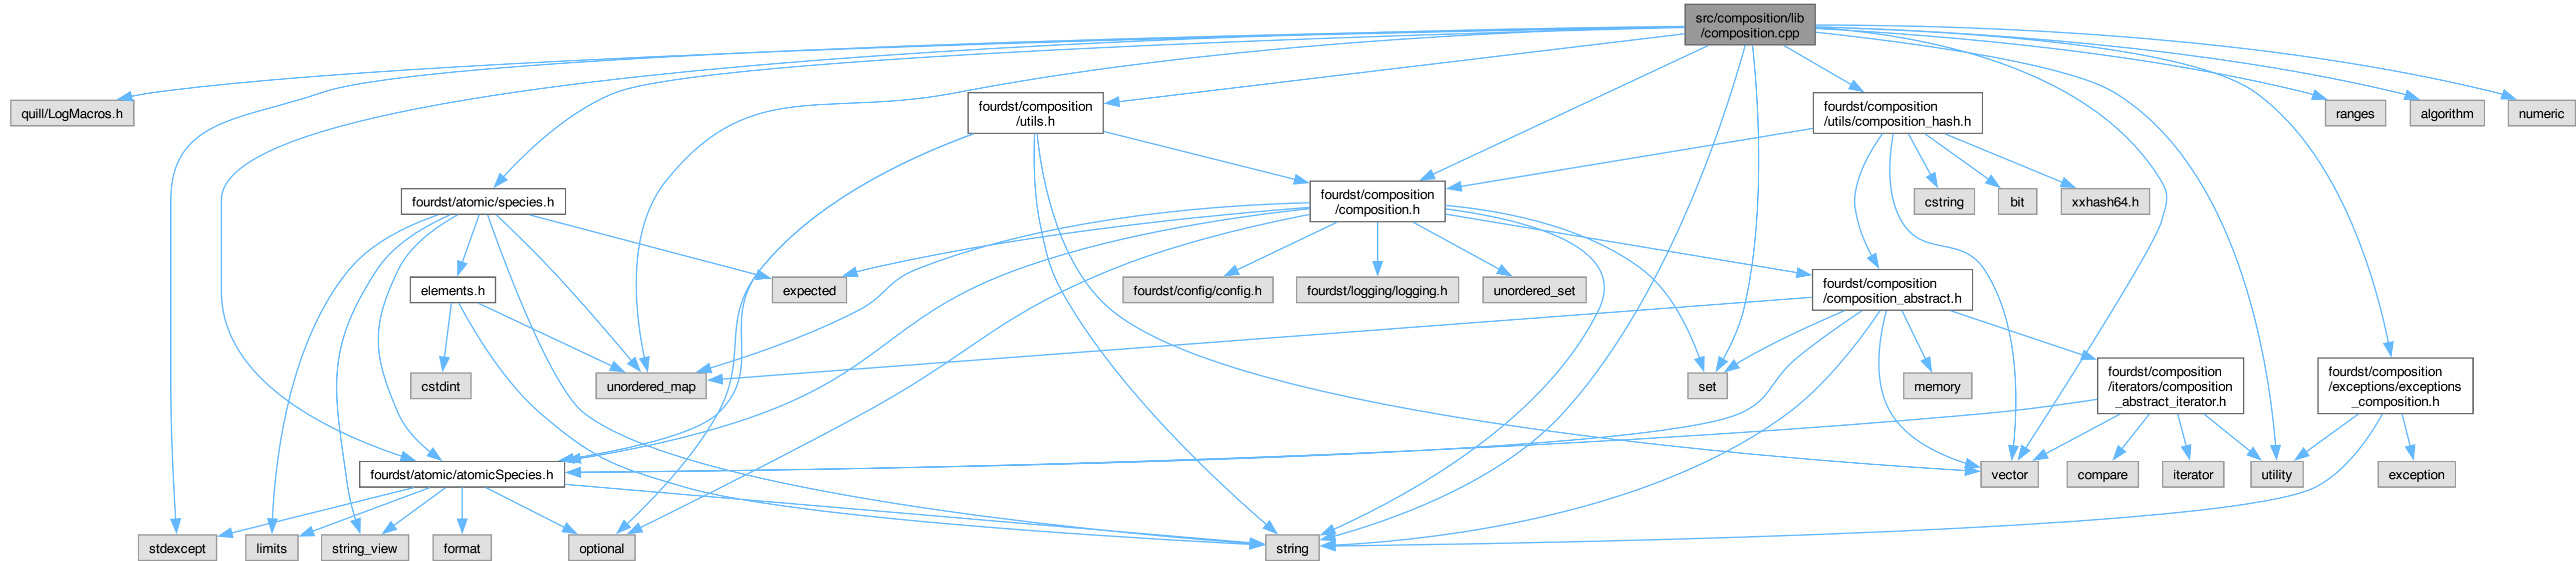 src/composition/lib
/composition.cpp
quill/LogMacros.h
fourdst/composition
/utils.h
fourdst/composition
/utils/composition_hash.h
ranges
algorithm
numeric
fourdst/atomic/species.h
fourdst/composition
/composition.h
cstring
bit
xxhash64.h
elements.h
expected
fourdst/config/config.h
fourdst/logging/logging.h
unordered_set
fourdst/composition
/composition_abstract.h
cstdint
unordered_map
set
memory
fourdst/composition
/iterators/composition
_abstract_iterator.h
fourdst/composition
/exceptions/exceptions
_composition.h
fourdst/atomic/atomicSpecies.h
vector
compare
iterator
utility
exception
stdexcept
limits
string_view
format
optional
string